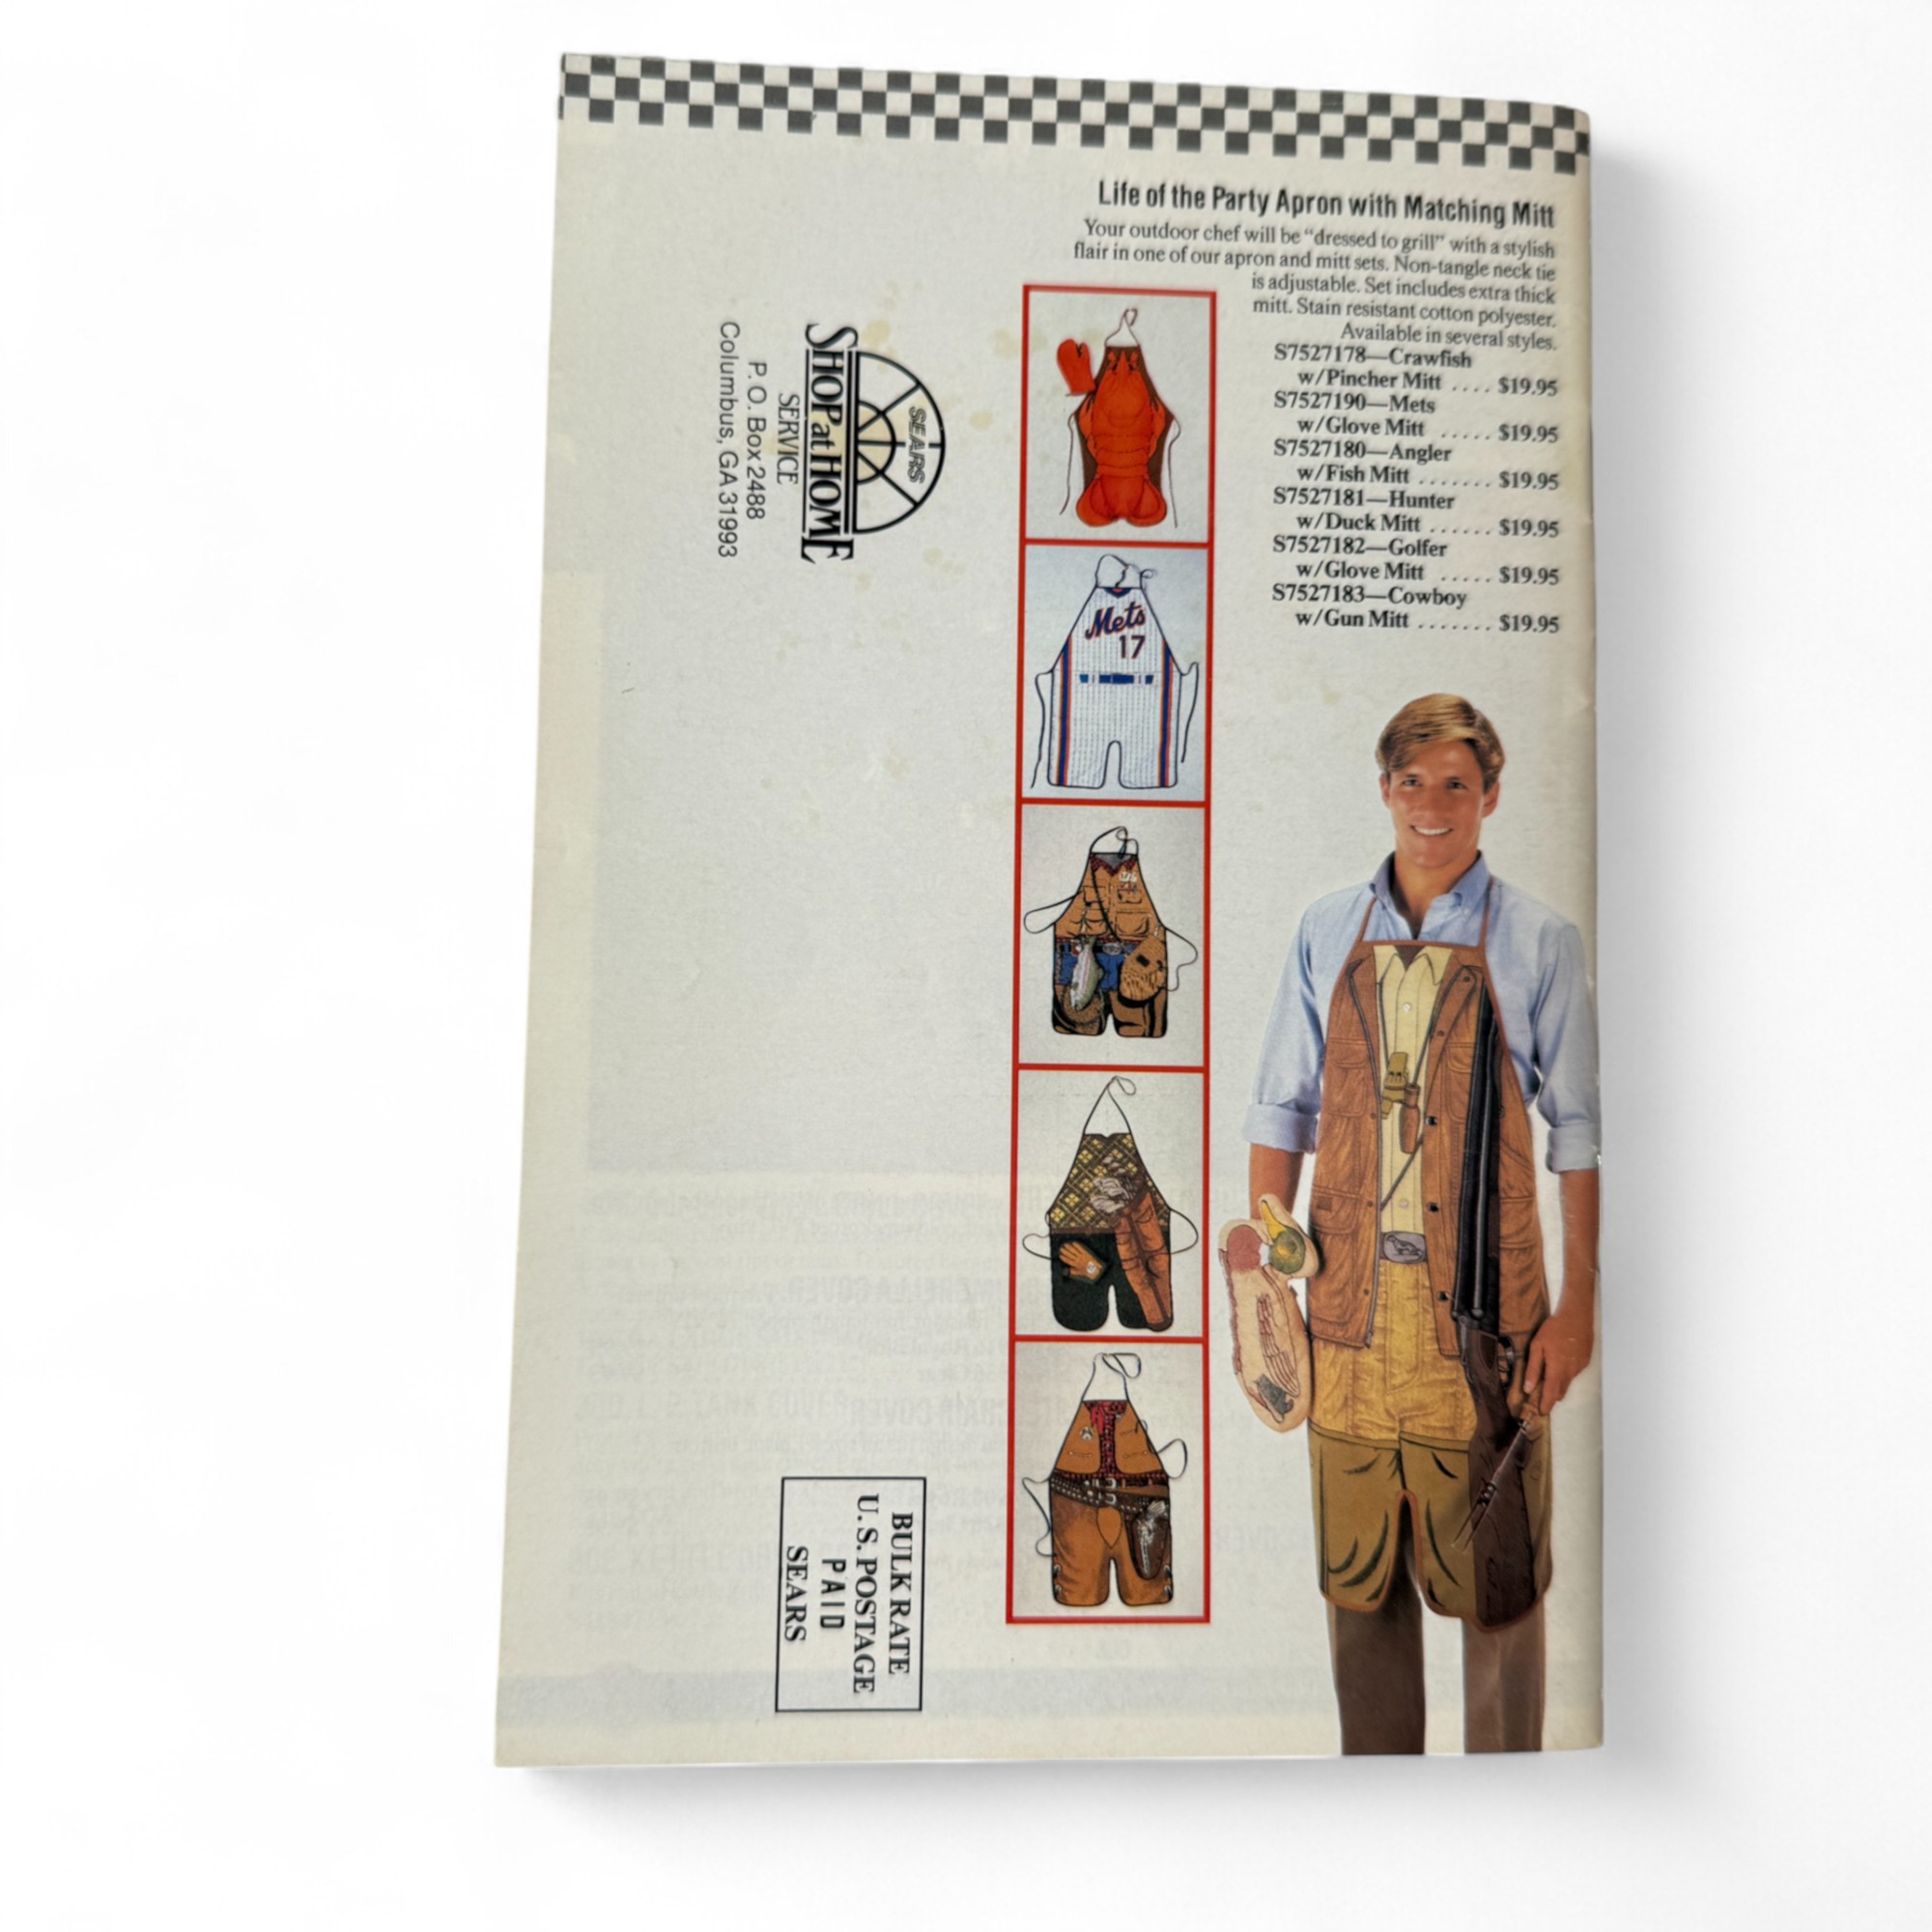 Life of the Party Apron with Matching Mitt
Your outdoor chef will be “dressed to grill” with a stylish
flair in one of our apron and mitt sets. Non-tangle neck tie
is adjustable. Set includes extra thick
mitt. Stain resistant cotton polyester.
Available in several styles.
S7527178—Crawfish
w/Pincher Mitt .... $19.95
S7527190—Mets
w/Glove Mitt ..... $19.95
S7527180—Angler
w/Fish Mitt ....... $19.95
S7527181—Hunter
w/Duck Mitt ...... $19.95
S7527182—Golfer
w/Glove Mitt ..... $19.95
S7527183—Cowboy
w/Gun Mitt ....... $19.95
Mets
17
SEARS
SHOP at HOME
SERVICE
P.O. Box 2488
Columbus, GA 31993
BULK RATE
U.S. POSTAGE
PAID
SEARS